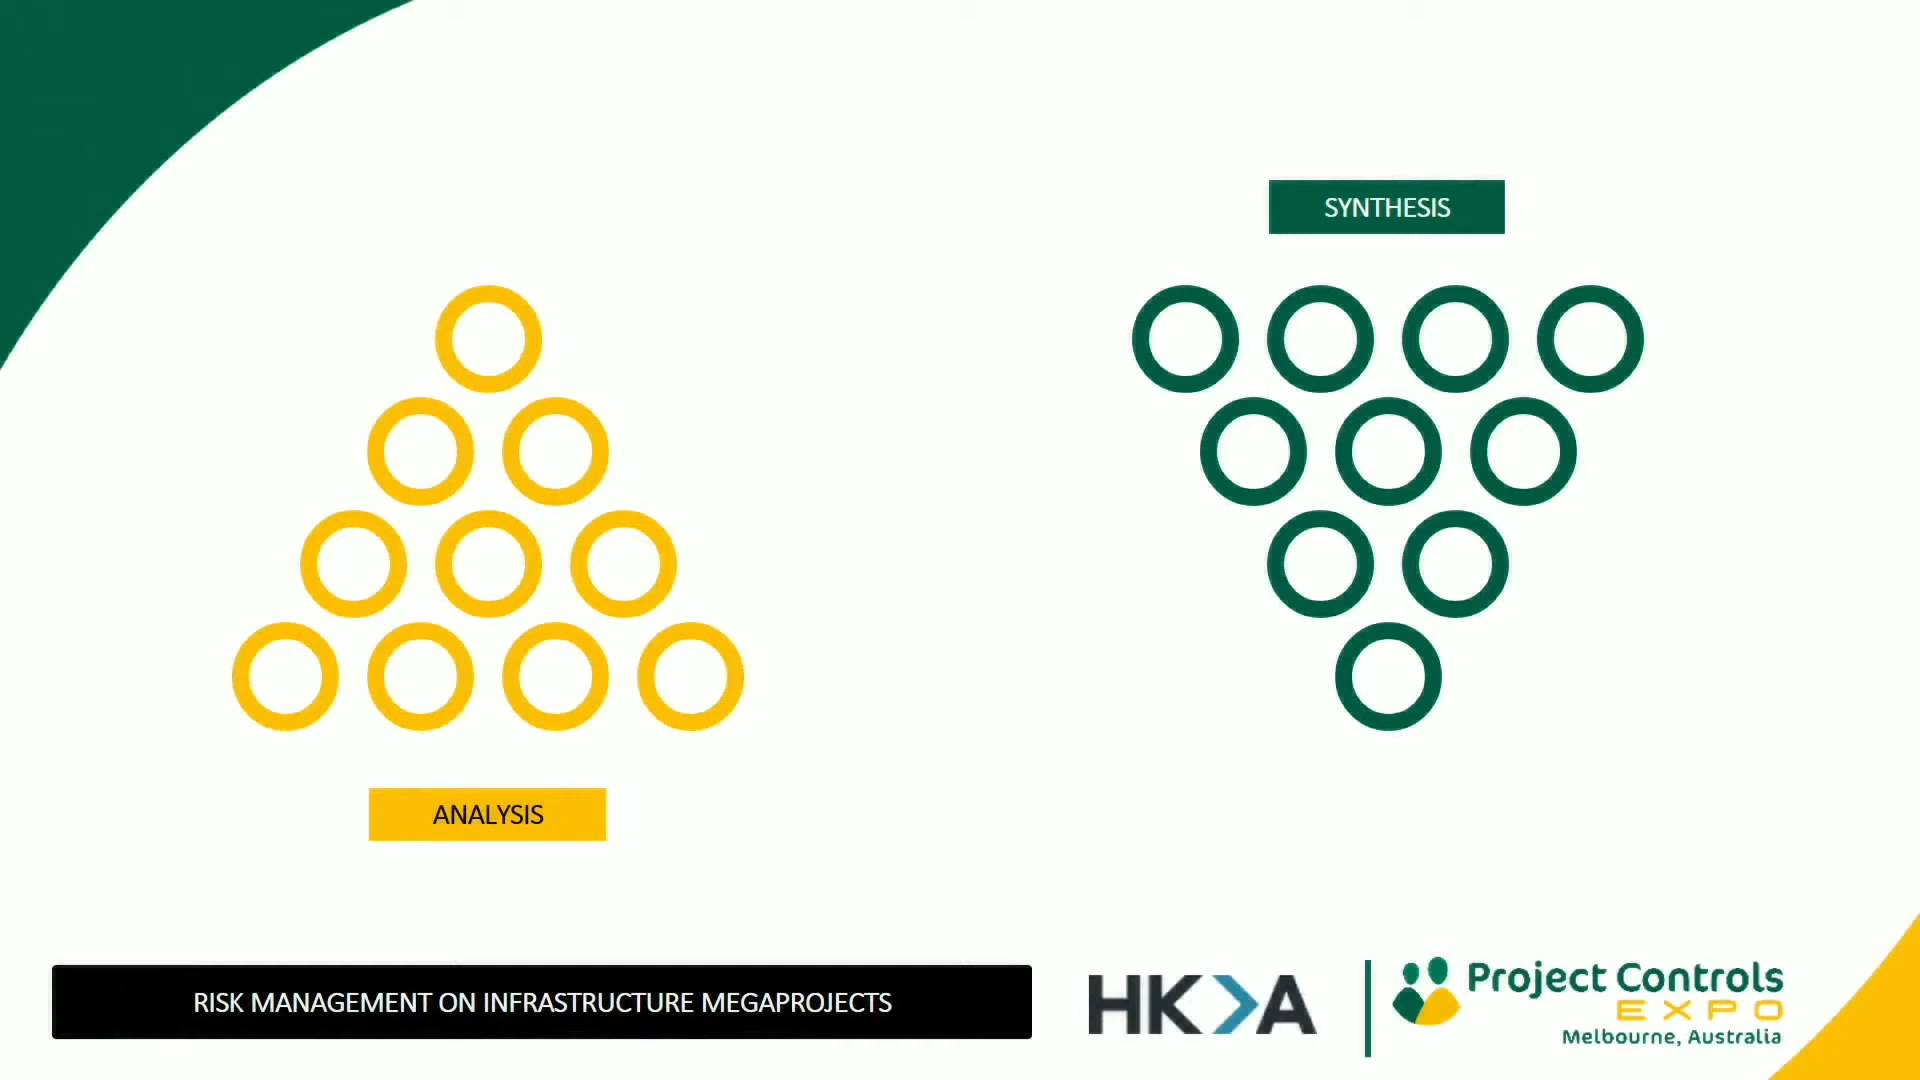 SYNTHESIS
ANALYSIS
RISK MANAGEMENT ON INFRASTRUCTURE MEGAPROJECTS
HKA
Project Controls
EXPO
Melbourne, Australia